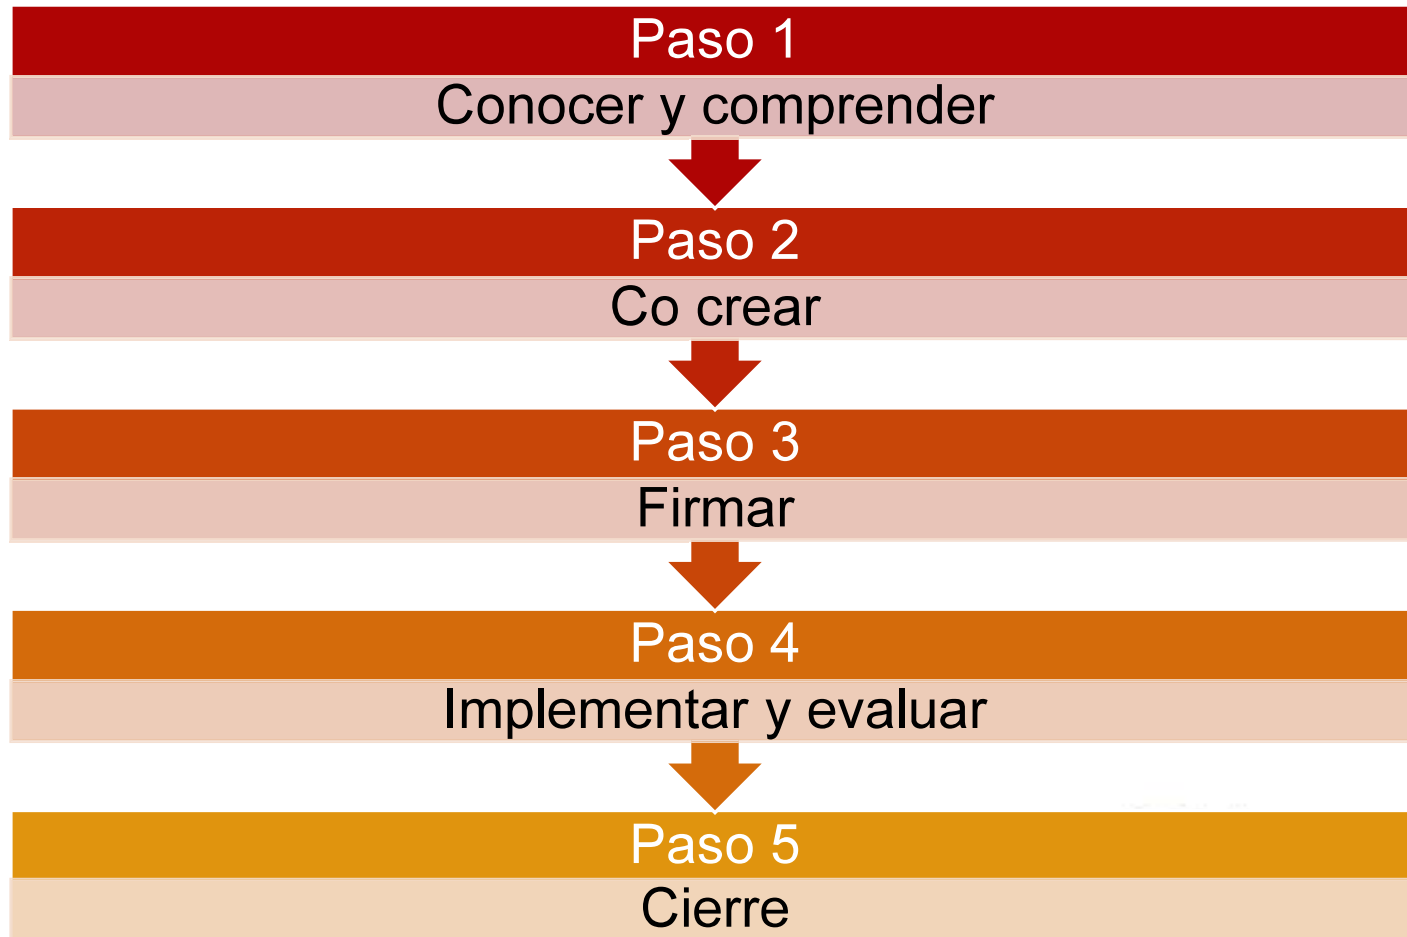 Paso 1
Conocer y comprender
Paso 2
Co crear
Paso 3
Firmar
Paso 4
Implementar y evaluar
Paso 5
Cierre